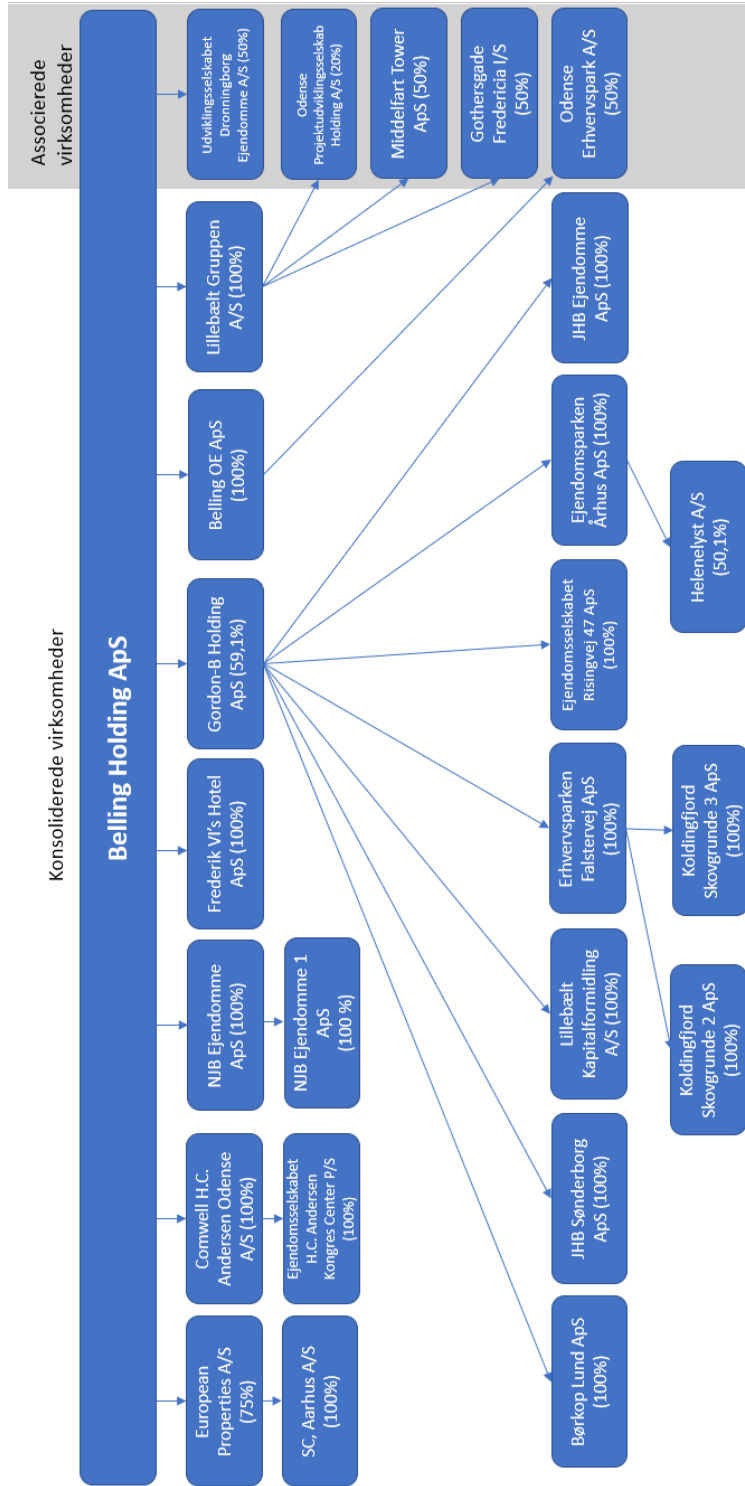 Konsoliderede virksomheder
Associerede
virksomheder
Belling Holding ApS
European
Properties A/S
(75%)
Comwell H.C.
Andersen Odense
A/S (100%)
NJB Ejendomme
ApS (100%)
Frederik VI's Hotel
ApS (100%)
Gordon-B Holding
ApS (59,1%)
Belling OE ApS
(100%)
Lillebælt Gruppen
A/S (100%)
Udviklingsselskabet
Dronningborg
Ejendomme A/S (50%)
SC, Aarhus A/S
(100%)
Ejendomsselskabet
H.C. Andersen
Kongres Center P/S
(100%)
NJB Ejendomme 1
ApS
(100 %)
Odense
Projektudviklingsselskab
Holding A/S (20%)
Middelfart Tower
ApS (50%)
Gothersgade
Fredericia I/S
(50%)
Børkop Lund ApS
(100%)
JHB Sønderborg
ApS (100%)
Lillebælt
Kapitalformidling
A/S (100%)
Erhvervsparken
Falstervej ApS
(100%)
Ejendomsselskabet
Risingvej 47 ApS
(100%)
Ejendomsparken
Århus ApS (100%)
JHB Ejendomme
ApS (100%)
Odense
Erhvervspark A/S
(50%)
Koldingfjord
Skovgrunde 2 ApS
(100%)
Koldingfjord
Skovgrunde 3 ApS
(100%)
Helenelyst A/S
(50,1%)